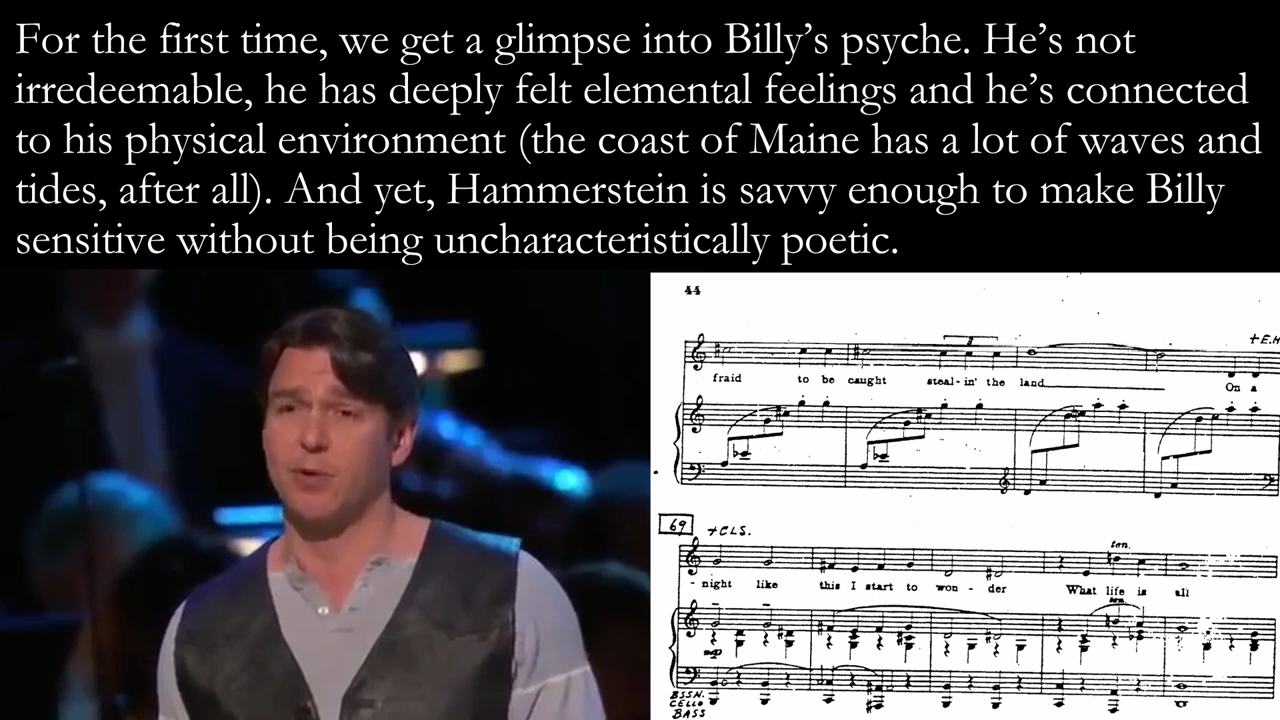 For the first time, we get a glimpse into Billy’s psyche. He’s not
irredeemable, he has deeply felt elemental feelings and he’s connected
to his physical environment (the coast of Maine has a lot of waves and
tides, after all). And yet, Hammerstein is savvy enough to make Billy
sensitive without being uncharacteristically poetic.
44
+E.H
fraid to be caught steal-in' the land On a
69 +CLS.
ten.
- night like this I start to won - der What life is all
mp
BSSN.
CELLO
BASS